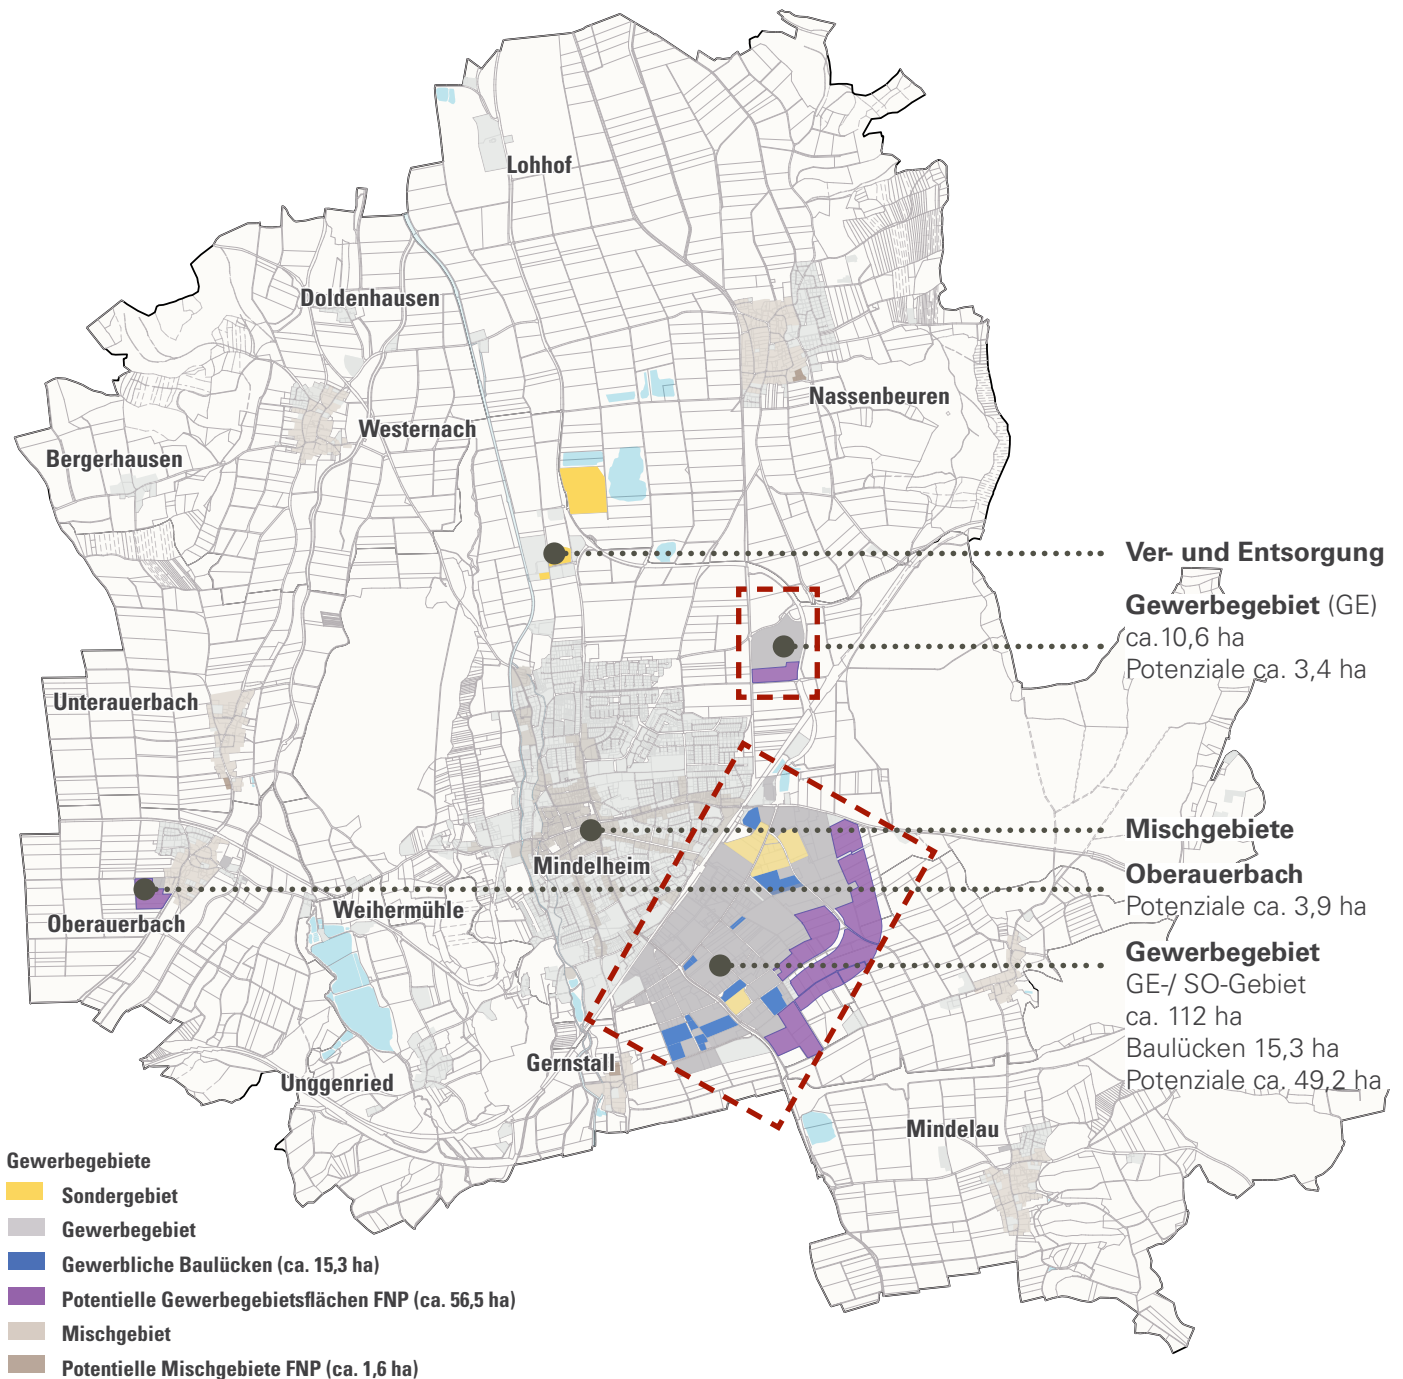 Lohhof
Doldenhausen
Nassenbeuren
Westernach
Bergerhausen
Ver- und Entsorgung
Gewerbegebiet (GE)
ca.10,6 ha
Potenziale ca. 3,4 ha
Unterauerbach
Mischgebiete
Mindelheim
Oberauerbach
Potenziale ca. 3,9 ha
Weihermühle
Oberauerbach
Gewerbegebiet
GE-/ SO-Gebiet
ca. 112 ha
Baulücken 15,3 ha
Potenziale ca. 49,2 ha
Gernstall
Unggenried
Mindelau
Gewerbegebiete
Sondergebiet
Gewerbegebiet
Gewerbliche Baulücken (ca. 15,3 ha)
Potentielle Gewerbegebietsflächen FNP (ca. 56,5 ha)
Mischgebiet
Potentielle Mischgebiete FNP (ca. 1,6 ha)